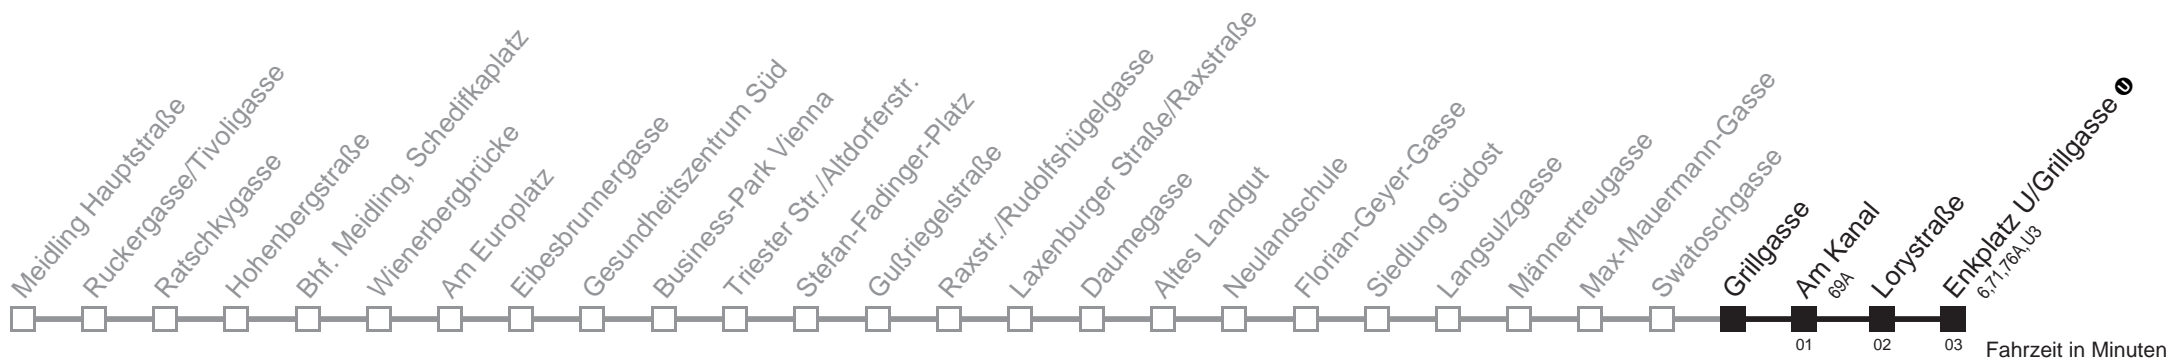 Meidling Hauptstraße
Ruckergasse/Tivoligasse
Ratschkygasse
Hohenbergstraße
Bhf. Meidling, Schedifkaplatz
Wienerbergbrücke
Am Europlatz
Eibesbrunnergasse
Gesundheitszentrum Süd
Business-Park Vienna
Triester Str./Altdorferstr.
Stefan-Fadinger-Platz
Gußriegelstraße
Raxstr./Rudolfshügelgasse
Laxenburger Straße/Raxstraße
Daumegasse
Altes Landgut
Neulandschule
Florian-Geyer-Gasse
Siedlung Südost
Langsulzgasse
Männertreugasse
Max-Mauermann-Gasse
Swatoschgasse
Grillgasse
Am Kanal
69A
Lorystraße
Enkplatz U/Grillgasse U
6,71,76A,U3
01
02
03
Fahrzeit in Minuten